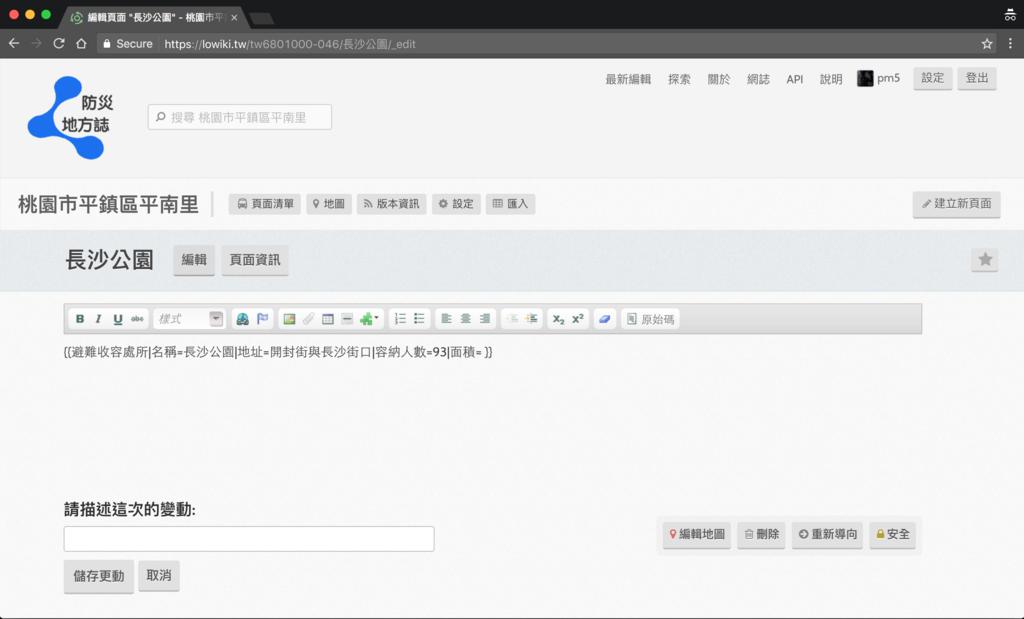 編輯頁面 "長沙公園" - 桃園市平
Secure https://lowiki.tw/tw6801000-046/長沙公園/_edit
最新編輯 探索 關於 網誌 API 說明 pm5 設定 登出
防災
地方誌
搜尋 桃園市平鎮區平南里
桃園市平鎮區平南里 頁面清單 地圖 版本資訊 設定 匯入 建立新頁面
長沙公園 編輯 頁面資訊
B I U abc 樣式 X₂ X² 原始碼
{{避難收容處所|名稱=長沙公園|地址=開封街與長沙街口|容納人數=93|面積= }}
請描述這次的變動:
編輯地圖 刪除 重新導向 安全
儲存更動 取消